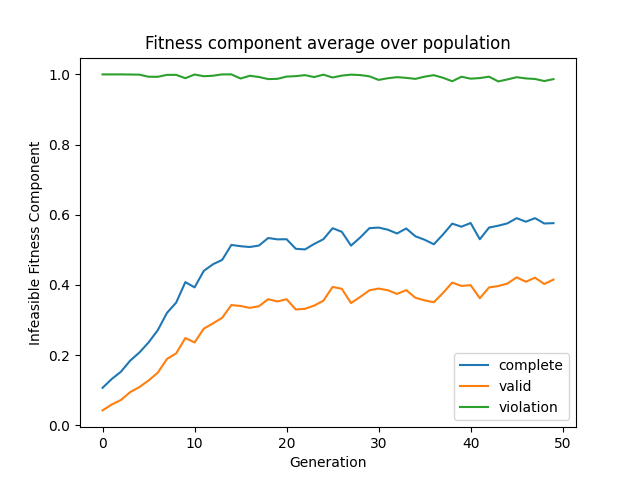 Fitness component average over population
Infeasible Fitness Component
1.0
0.8
0.6
0.4
0.2
0.0
0 10 20 30 40 50
Generation
complete
valid
violation